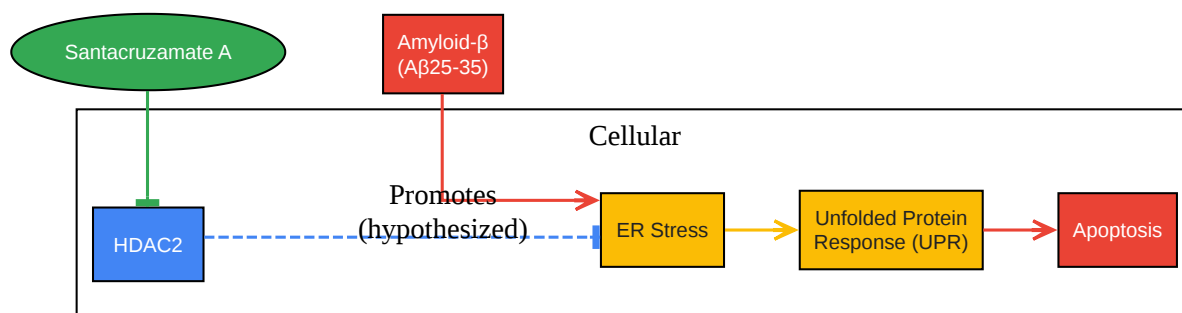 Santacruzamate A
Amyloid-β
(Aβ25-35)
Cellular
Promotes
(hypothesized)
HDAC2
ER Stress
Unfolded Protein
Response (UPR)
Apoptosis